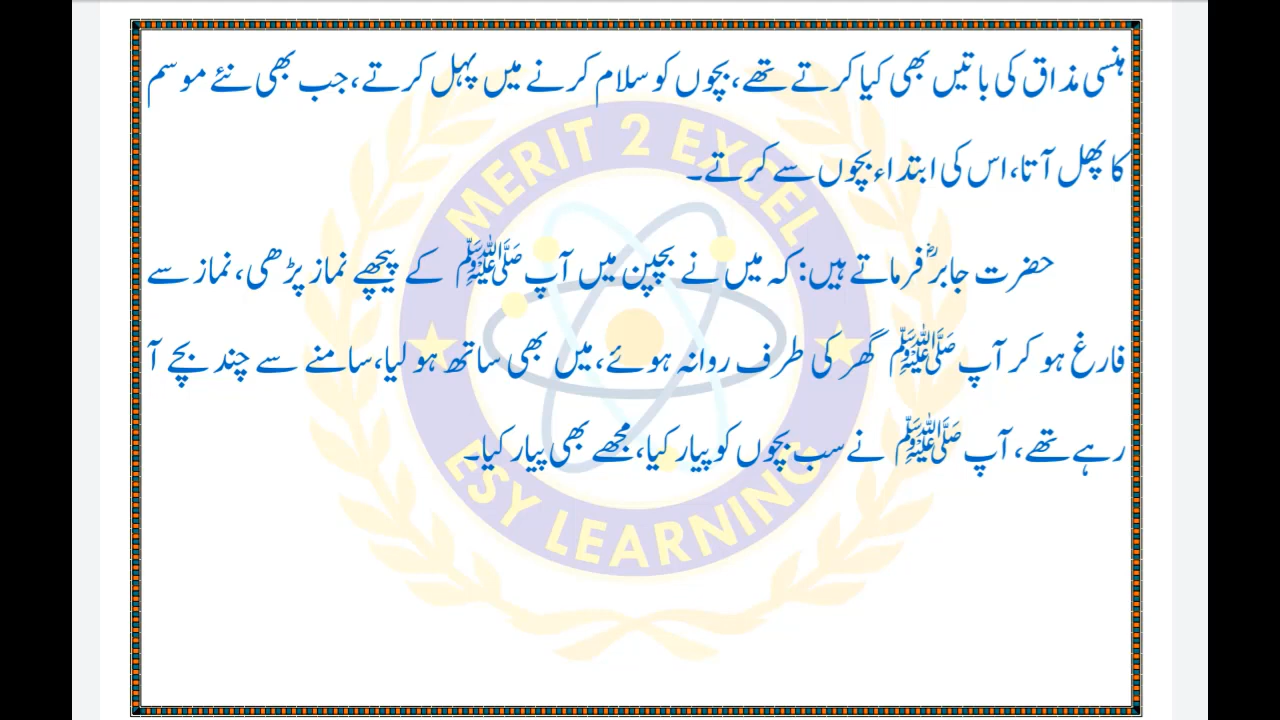 ہنسی مذاق کی باتیں بھی کیا کرتے تھے، بچوں کو سلام کرنے میں پہل کرتے، جب بھی نئے موسم
کا پھل آتا، اس کی ابتداء بچوں سے کرتے۔
حضرت جابرؓ فرماتے ہیں: کہ میں نے بچپن میں آپ ﷺ کے پیچھے نماز پڑھی، نماز سے
فارغ ہو کر آپ ﷺ گھر کی طرف روانہ ہوئے، میں بھی ساتھ ہو لیا، سامنے سے چند بچے آ
رہے تھے، آپ ﷺ نے سب بچوں کو پیار کیا، مجھے بھی پیار کیا۔
MERIT 2 EXCEL
ESY LEARNING